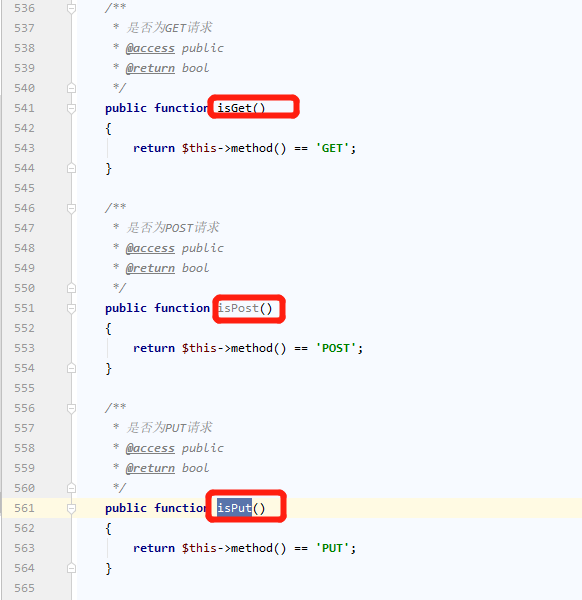 536 /**
537 * 是否为GET请求
538 * @access public
539 * @return bool
540 */
541 public function isGet()
542 {
543 return $this->method() == 'GET';
544 }
545
546 /**
547 * 是否为POST请求
548 * @access public
549 * @return bool
550 */
551 public function isPost()
552 {
553 return $this->method() == 'POST';
554 }
555
556 /**
557 * 是否为PUT请求
558 * @access public
559 * @return bool
560 */
561 public function isPut()
562 {
563 return $this->method() == 'PUT';
564 }
565